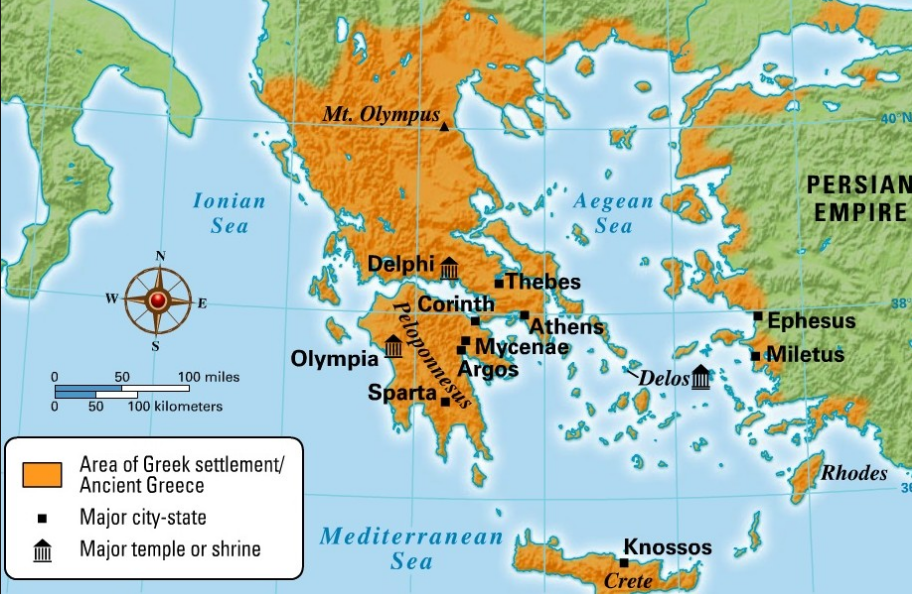 Mt. Olympus
40°N
PERSIAN
EMPIRE
Ionian
Sea
Aegean
Sea
N
W
E
S
Delphi
Thebes
Corinth
Athens
38°
Ephesus
Peloponnesus
Mycenae
Miletus
Olympia
Argos
Delos
0 50 100 miles
0 50 100 kilometers
Sparta
Area of Greek settlement/
Ancient Greece
Major city-state
Major temple or shrine
Rhodes
36
Mediterranean
Sea
Knossos
Crete